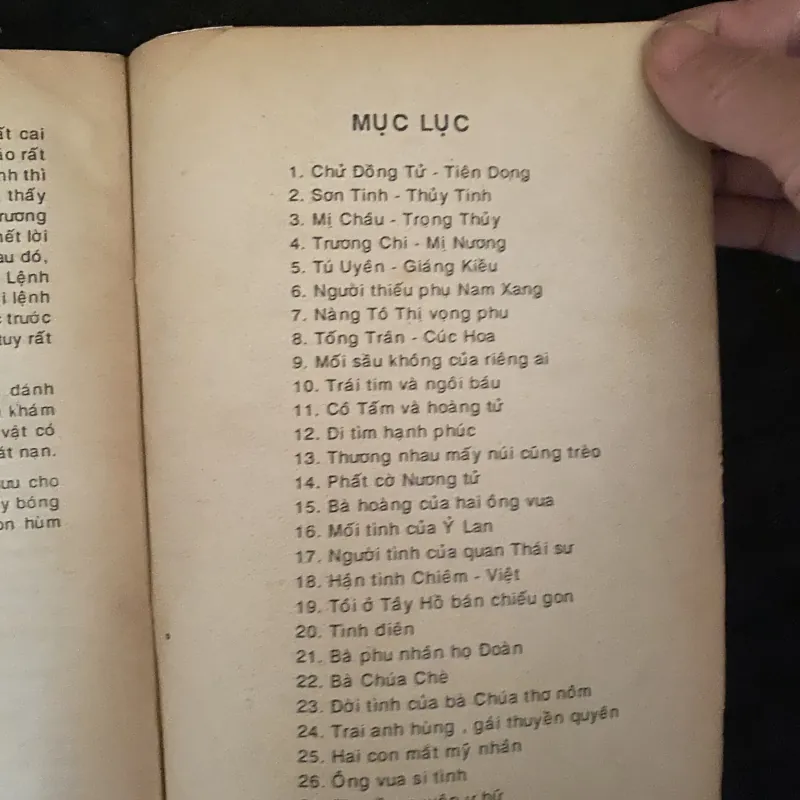 ất cai
ào rất
nh thì
thấy
rương
hết lời
au đó,
Lệnh
i lệnh
trước
tuy rất
đánh
khám
vật có
át nạn.
ưu cho
y bóng
on hùm
MỤC LỤC
1. Chử Đồng Tử - Tiên Dong
2. Sơn Tinh - Thủy Tinh
3. Mị Châu - Trọng Thủy
4. Trương Chi - Mị Nương
5. Tú Uyên - Giáng Kiều
6. Người thiếu phụ Nam Xang
7. Nàng Tô Thị vọng phu
8. Tống Trân - Cúc Hoa
9. Mối sầu không của riêng ai
10. Trái tim và ngôi báu
11. Cô Tấm và hoàng tử
12. Đi tìm hạnh phúc
13. Thương nhau mấy núi cũng trèo
14. Phất cờ Nương tử
15. Bà hoàng của hai ông vua
16. Mối tình của Ỷ Lan
17. Người tình của quan Thái sư
18. Hận tình Chiêm - Việt
19. Tôi ở Tây Hồ bán chiếu gon
20. Tình điên
21. Bà phu nhân họ Đoàn
22. Bà Chúa Chè
23. Đời tình của bà Chúa thơ nôm
24. Trai anh hùng , gái thuyền quyên
25. Hai con mắt mỹ nhân
26. Ông vua si tình